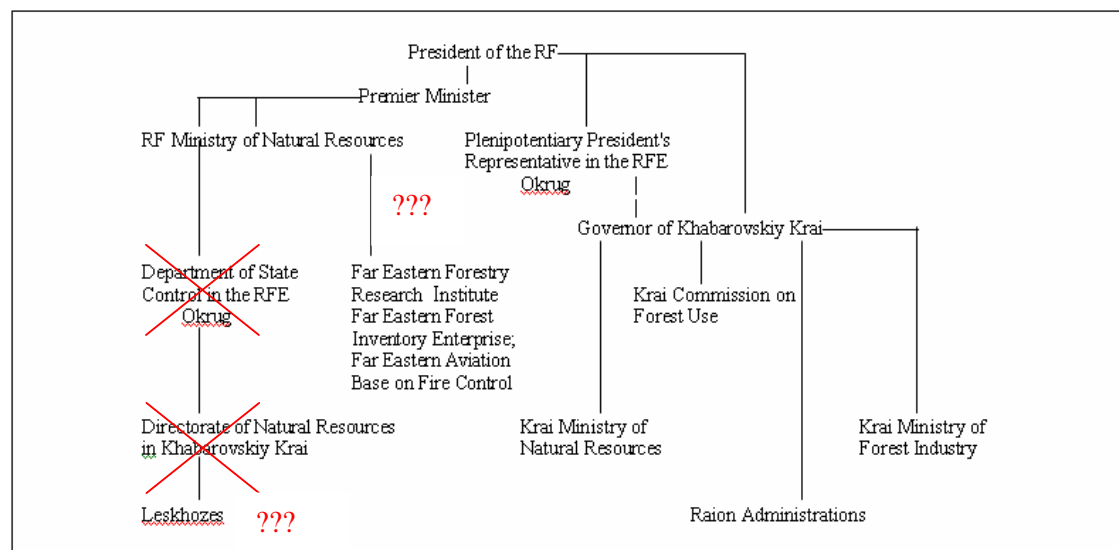 President of the RF
Premier Minister
RF Ministry of Natural Resources
Plenipotentiary President's
Representative in the RFE
Okrug
???
Governor of Khabarovskiy Krai
Department of State
Control in the RFE
Okrug
Far Eastern Forestry
Research Institute
Far Eastern Forest
Inventory Enterprise;
Far Eastern Aviation
Base on Fire Control
Krai Commission on
Forest Use
Directorate of Natural Resources
in Khabarovskiy Krai
Krai Ministry of
Natural Resources
Krai Ministry of
Forest Industry
Leskhozes
???
Raion Administrations